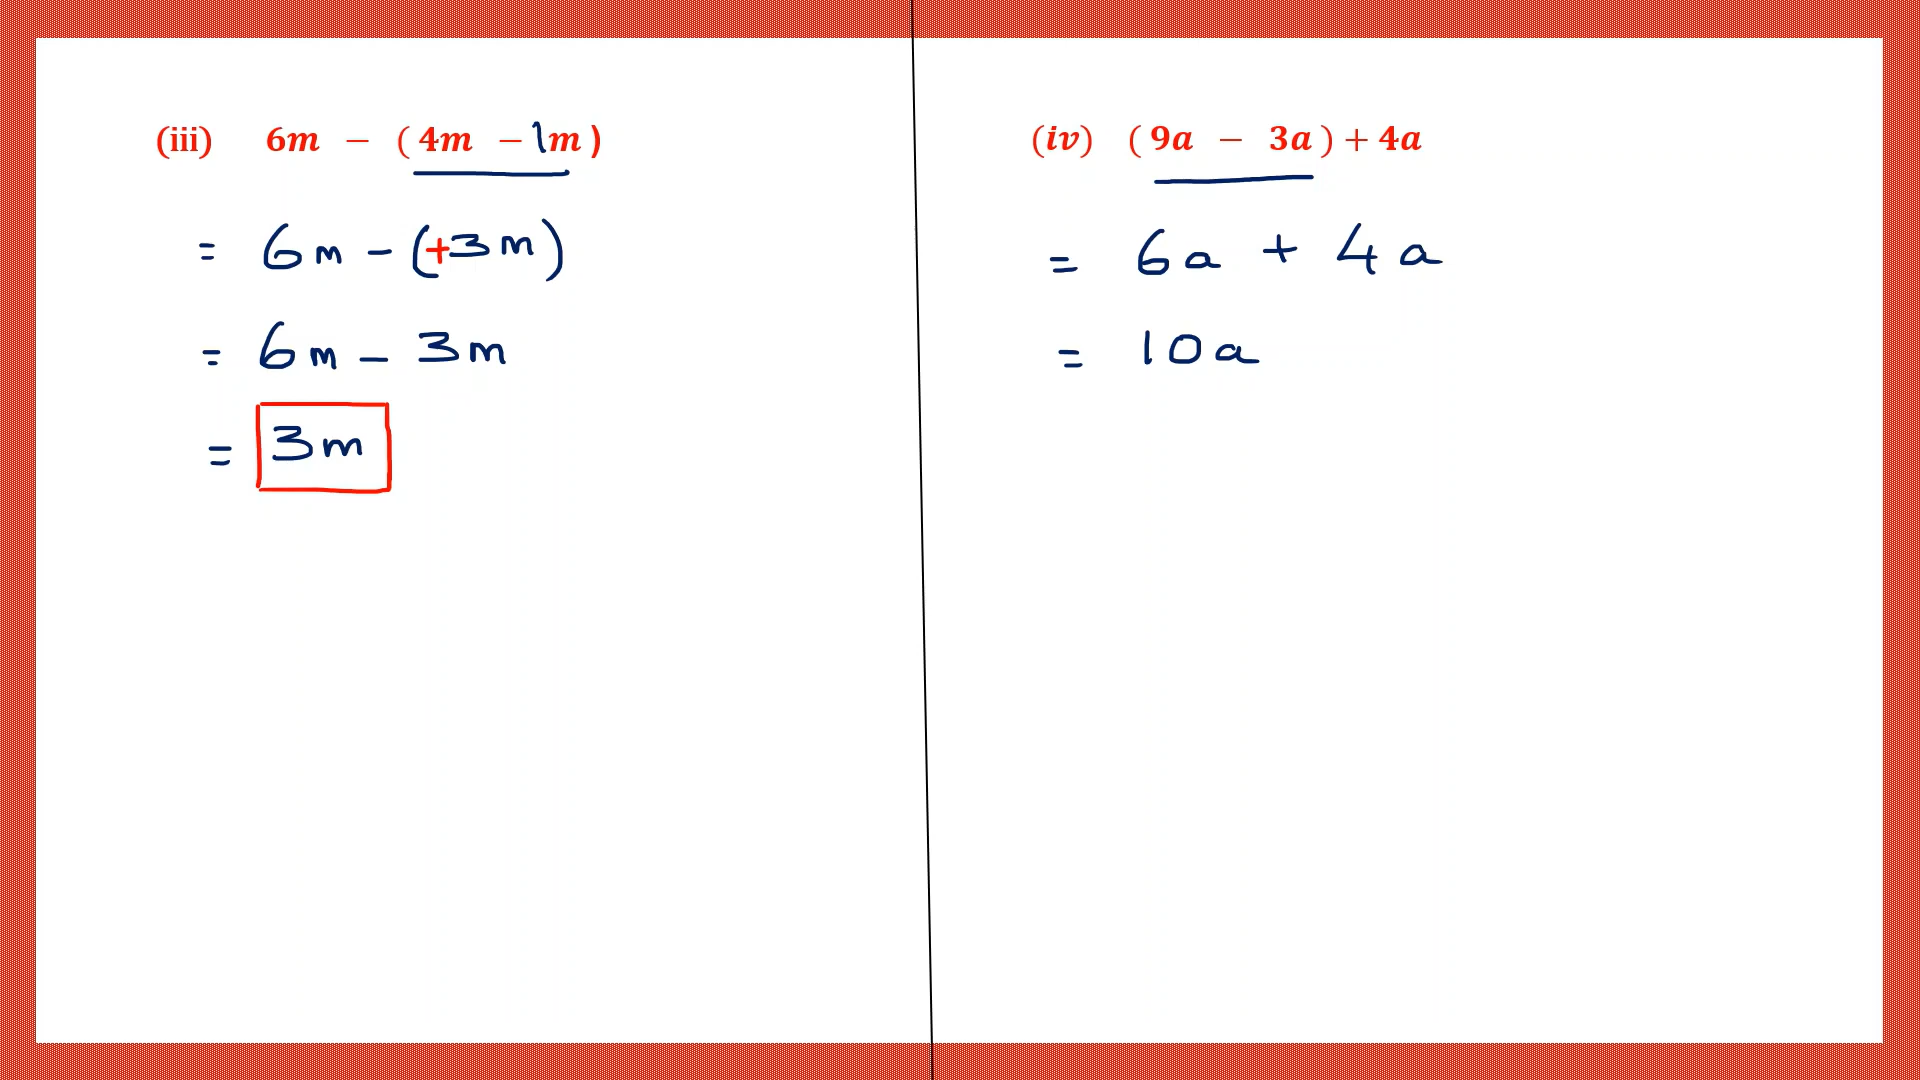 (iii) 6m − ( 4m − 1m )
= 6m − (+3m)
= 6m − 3m
= 3m
(iv) ( 9a − 3a ) + 4a
= 6a + 4a
= 10a